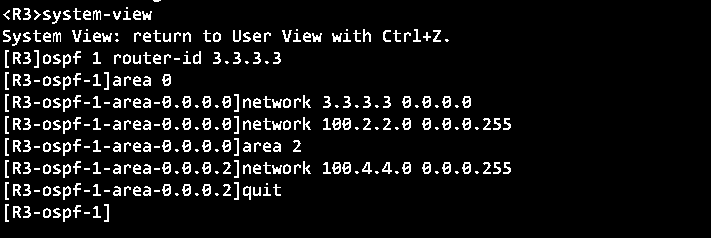 <R3>system-view
System View: return to User View with Ctrl+Z.
[R3]ospf 1 router-id 3.3.3.3
[R3-ospf-1]area 0
[R3-ospf-1-area-0.0.0.0]network 3.3.3.3 0.0.0.0
[R3-ospf-1-area-0.0.0.0]network 100.2.2.0 0.0.0.255
[R3-ospf-1-area-0.0.0.0]area 2
[R3-ospf-1-area-0.0.0.2]network 100.4.4.0 0.0.0.255
[R3-ospf-1-area-0.0.0.2]quit
[R3-ospf-1]